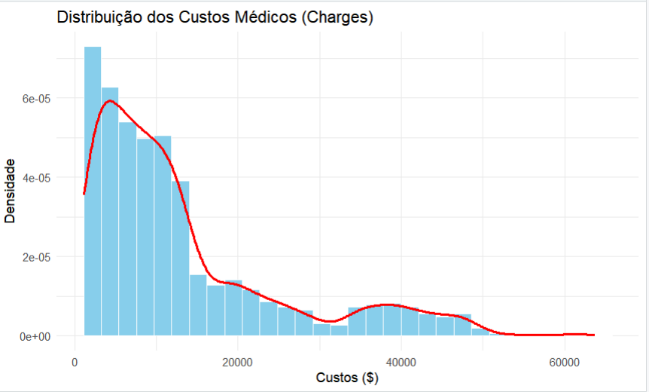 Distribuição dos Custos Médicos (Charges)
6e-05
4e-05
2e-05
0e+00
Densidade
0 20000 40000 60000
Custos ($)